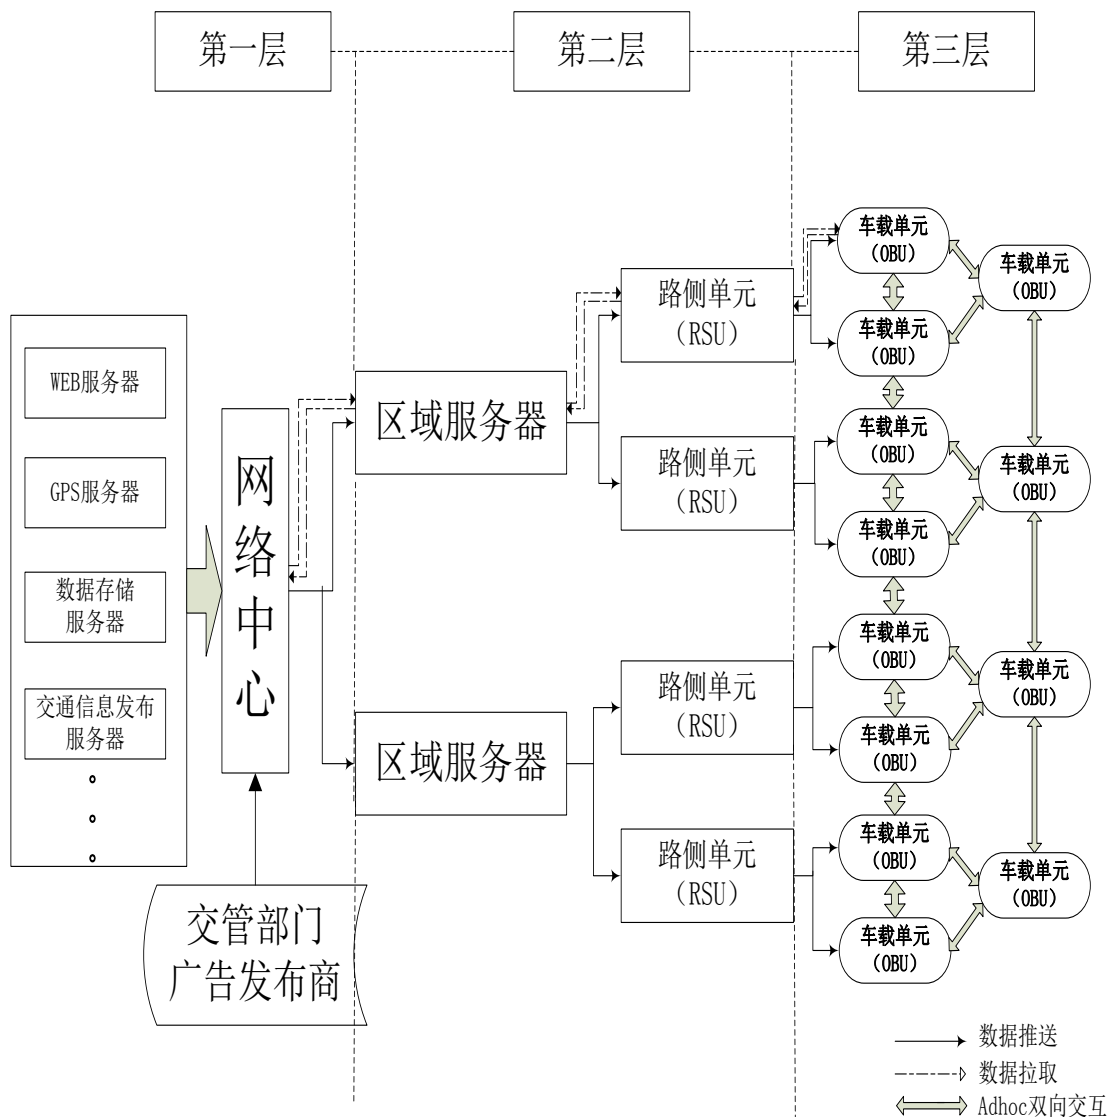 第一层
第二层
第三层
WEB服务器
GPS服务器
数据存储
服务器
交通信息发布
服务器
网络中心
交管部门
广告发布商
区域服务器
区域服务器
路侧单元
(RSU)
路侧单元
(RSU)
路侧单元
(RSU)
路侧单元
(RSU)
车载单元
(OBU)
车载单元
(OBU)
车载单元
(OBU)
车载单元
(OBU)
车载单元
(OBU)
车载单元
(OBU)
车载单元
(OBU)
车载单元
(OBU)
车载单元
(OBU)
车载单元
(OBU)
车载单元
(OBU)
车载单元
(OBU)
数据推送
数据拉取
Adhoc双向交互